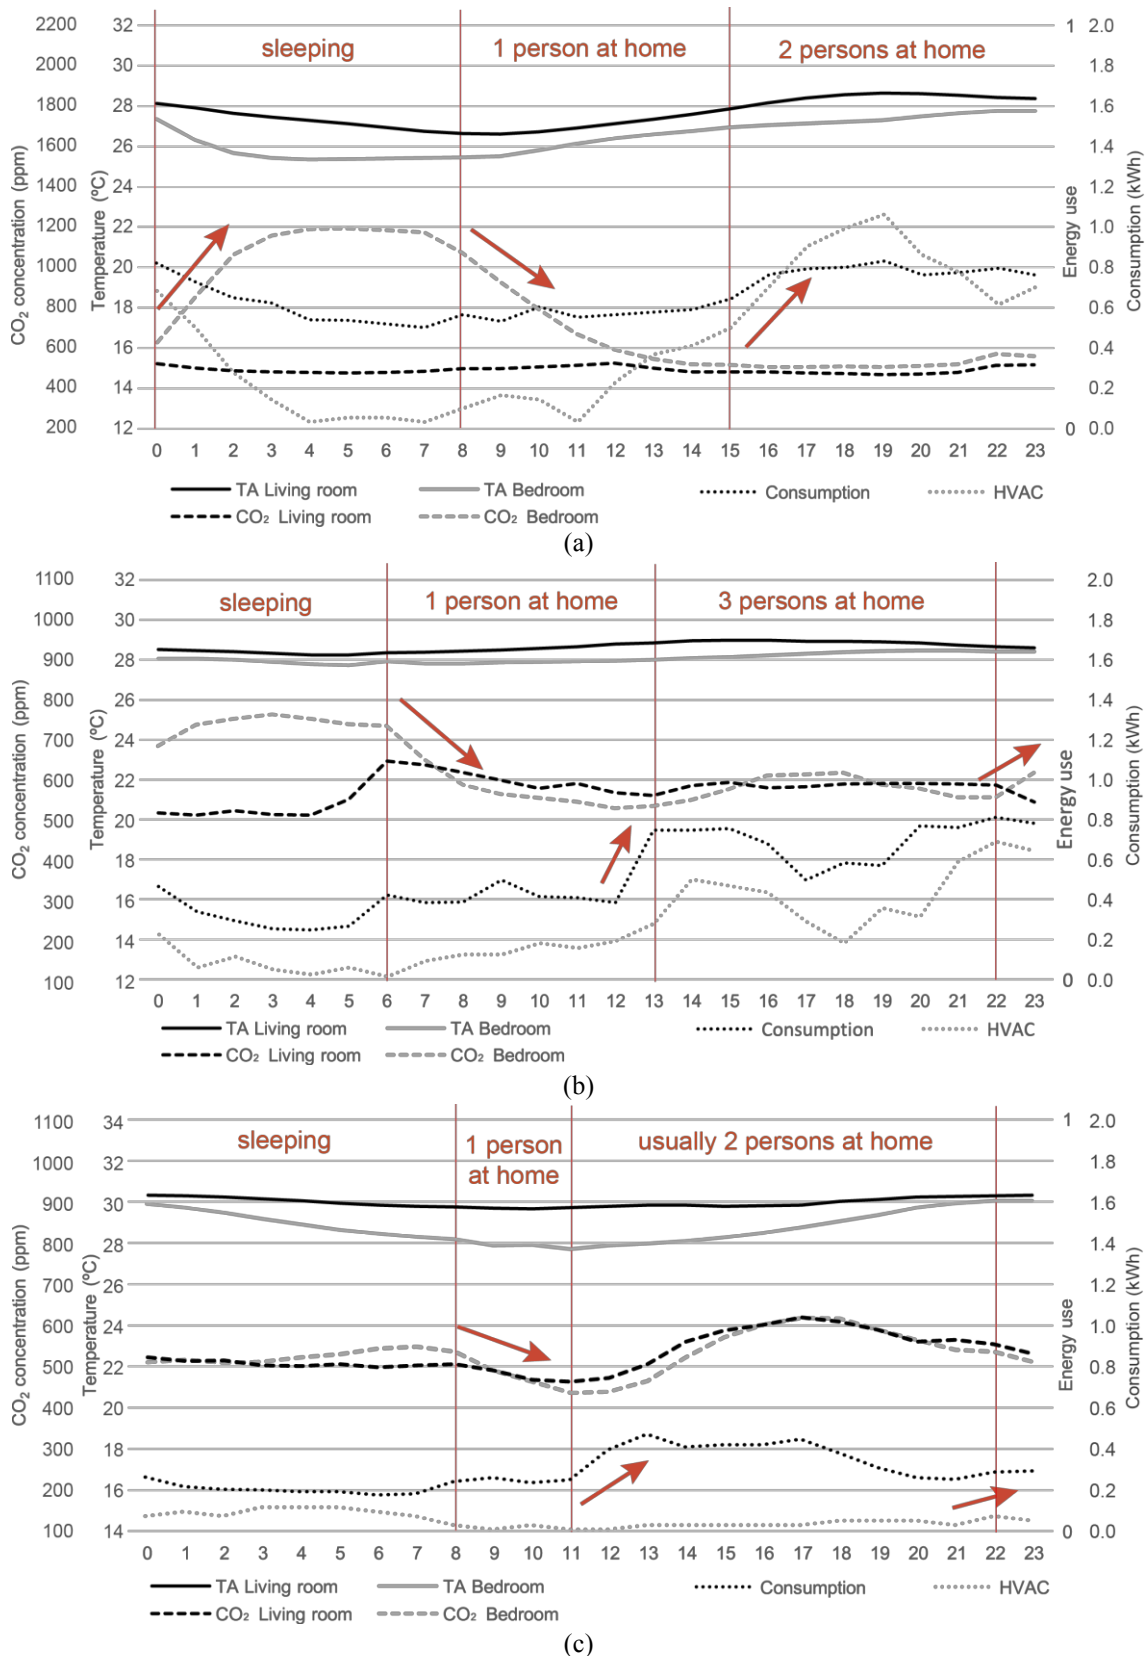 2200 32 1 2.0
sleeping 1 person at home 2 persons at home
2000 30 1.8
1800 28 1.6
1600 26 1.4
1400 24 1.2
1200 22 1.0
1000 20 0.8
800 18 0.6
600 16 0.4
400 14 0.2
200 12 0 0.0
CO₂ concentration (ppm)
Temperature (ºC)
Energy use
Consumption (kWh)
0 1 2 3 4 5 6 7 8 9 10 11 12 13 14 15 16 17 18 19 20 21 22 23
TA Living room TA Bedroom Consumption HVAC
CO₂ Living room CO₂ Bedroom
(a)
1100 32 2.0
sleeping 1 person at home 3 persons at home
1000 30 1.8
900 28 1.6
800 26 1.4
700 24 1.2
600 22 1.0
500 20 0.8
400 18 0.6
300 16 0.4
200 14 0.2
100 12 0 0.0
CO₂ concentration (ppm)
Temperature (ºC)
Energy use
Consumption (kWh)
0 1 2 3 4 5 6 7 8 9 10 11 12 13 14 15 16 17 18 19 20 21 22 23
TA Living room TA Bedroom Consumption HVAC
CO₂ Living room CO₂ Bedroom
(b)
1100 34 1 2.0
sleeping 1 person at home usually 2 persons at home
1000 32 1.8
900 30 1.6
800 28 1.4
700 26 1.2
600 24 1.0
500 22 0.8
400 20 0.6
300 18 0.4
200 16 0.2
100 14 0 0.0
CO₂ concentration (ppm)
Temperature (ºC)
Energy use
Consumption (kWh)
0 1 2 3 4 5 6 7 8 9 10 11 12 13 14 15 16 17 18 19 20 21 22 23
TA Living room TA Bedroom Consumption HVAC
CO₂ Living room CO₂ Bedroom
(c)